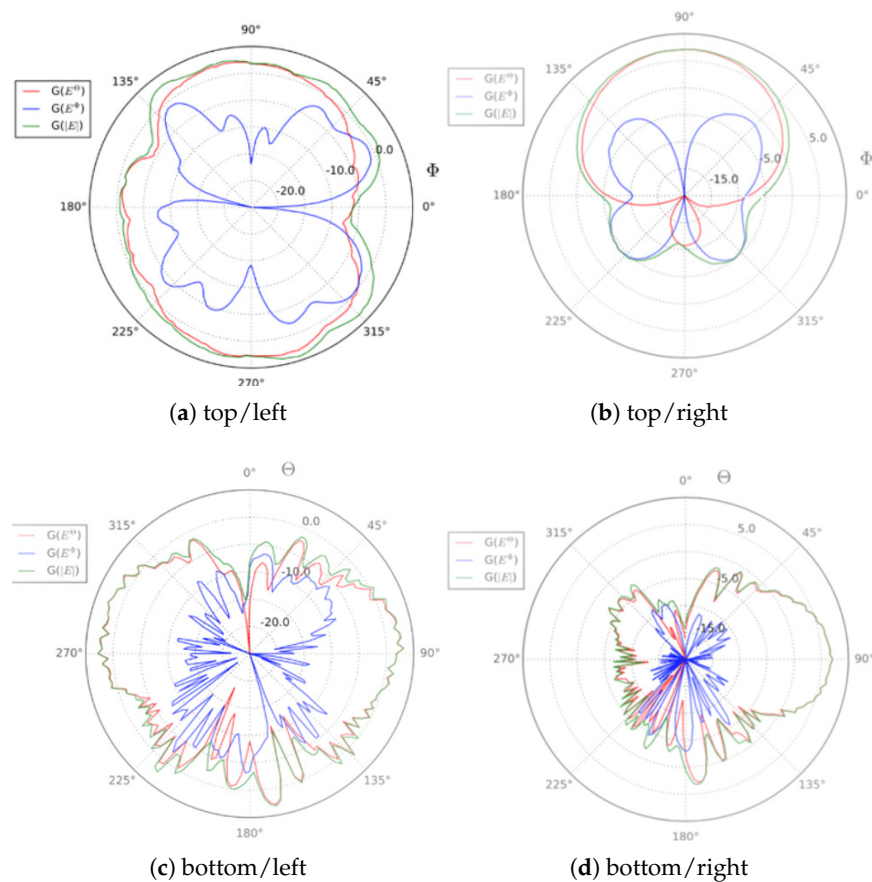 90°
135°
45°
G(E^Θ)
G(E^Φ)
G(|E|)
0.0
-10.0
-20.0
Φ
180°
0°
225°
315°
270°
(a) top/left
90°
135°
45°
G(E^Θ)
G(E^Φ)
G(|E|)
5.0
-5.0
-15.0
Φ
180°
0°
225°
315°
270°
(b) top/right
0° Θ
315°
45°
G(E^Θ)
G(E^Φ)
G(|E|)
0.0
-10.0
-20.0
270°
90°
225°
135°
180°
(c) bottom/left
0° Θ
315°
45°
G(E^Θ)
G(E^Φ)
G(|E|)
5.0
-5.0
-15.0
270°
90°
225°
135°
180°
(d) bottom/right